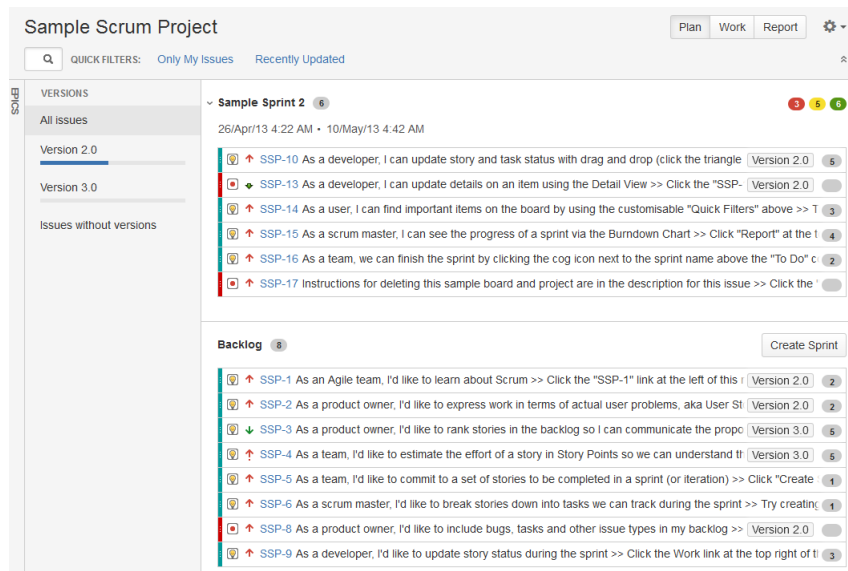 Sample Scrum Project
Plan Work Report
QUICK FILTERS: Only My Issues Recently Updated
EPICS
VERSIONS
All issues
Version 2.0
Version 3.0
Issues without versions
Sample Sprint 2 6
3 5 6
26/Apr/13 4:22 AM • 10/May/13 4:42 AM
SSP-10 As a developer, I can update story and task status with drag and drop (click the triangle Version 2.0 5
SSP-13 As a developer, I can update details on an item using the Detail View >> Click the "SSP- Version 2.0
SSP-14 As a user, I can find important items on the board by using the customisable "Quick Filters" above >> T 3
SSP-15 As a scrum master, I can see the progress of a sprint via the Burndown Chart >> Click "Report" at the t 4
SSP-16 As a team, we can finish the sprint by clicking the cog icon next to the sprint name above the "To Do" c 2
SSP-17 Instructions for deleting this sample board and project are in the description for this issue >> Click the
Backlog 8
Create Sprint
SSP-1 As an Agile team, I'd like to learn about Scrum >> Click the "SSP-1" link at the left of this Version 2.0 2
SSP-2 As a product owner, I'd like to express work in terms of actual user problems, aka User St Version 2.0 2
SSP-3 As a product owner, I'd like to rank stories in the backlog so I can communicate the propo Version 3.0 5
SSP-4 As a team, I'd like to estimate the effort of a story in Story Points so we can understand th Version 3.0 5
SSP-5 As a team, I'd like to commit to a set of stories to be completed in a sprint (or iteration) >> Click "Create 1
SSP-6 As a scrum master, I'd like to break stories down into tasks we can track during the sprint >> Try creating 1
SSP-8 As a product owner, I'd like to include bugs, tasks and other issue types in my backlog >> Version 2.0
SSP-9 As a developer, I'd like to update story status during the sprint >> Click the Work link at the top right of t 3